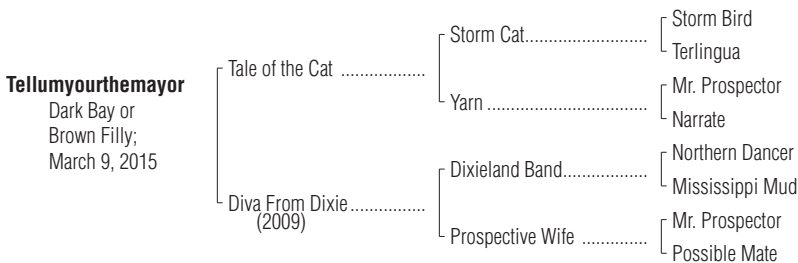 Storm Bird
Storm Cat..........................
Terlingua
Tale of the Cat ..................
Mr. Prospector
Yarn ..................................
Narrate
Tellumyourthemayor
Dark Bay or
Brown Filly;
March 9, 2015
Northern Dancer
Dixieland Band..................
Mississippi Mud
Diva From Dixie................
(2009)
Mr. Prospector
Prospective Wife ..............
Possible Mate